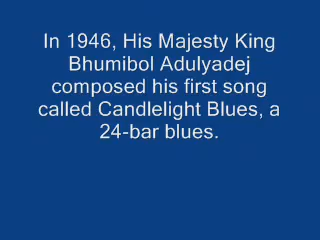 In 1946, His Majesty King
Bhumibol Adulyadej
composed his first song
called Candlelight Blues, a
24-bar blues.